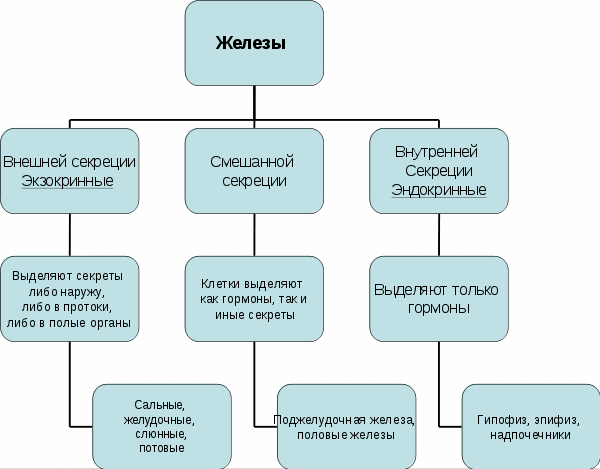 Железы
Внешней секреции
Экзокринные
Смешанной
секреции
Внутренней
Секреции
Эндокринные
Выделяют секреты
либо наружу,
либо в протоки,
либо в полые органы
Клетки выделяют
как гормоны, так и
иные секреты
Выделяют только
гормоны
Сальные,
желудочные,
слюнные,
потовые
Поджелудочная железа,
половые железы
Гипофиз, эпифиз,
надпочечники